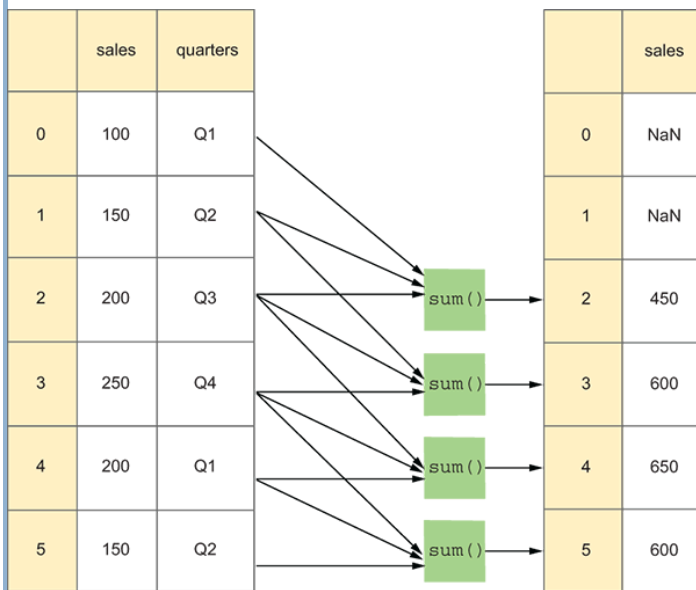 sales quarters sales
0 100 Q1 0 NaN
1 150 Q2 1 NaN
2 200 Q3 sum() 2 450
3 250 Q4 sum() 3 600
4 200 Q1 sum() 4 650
5 150 Q2 sum() 5 600